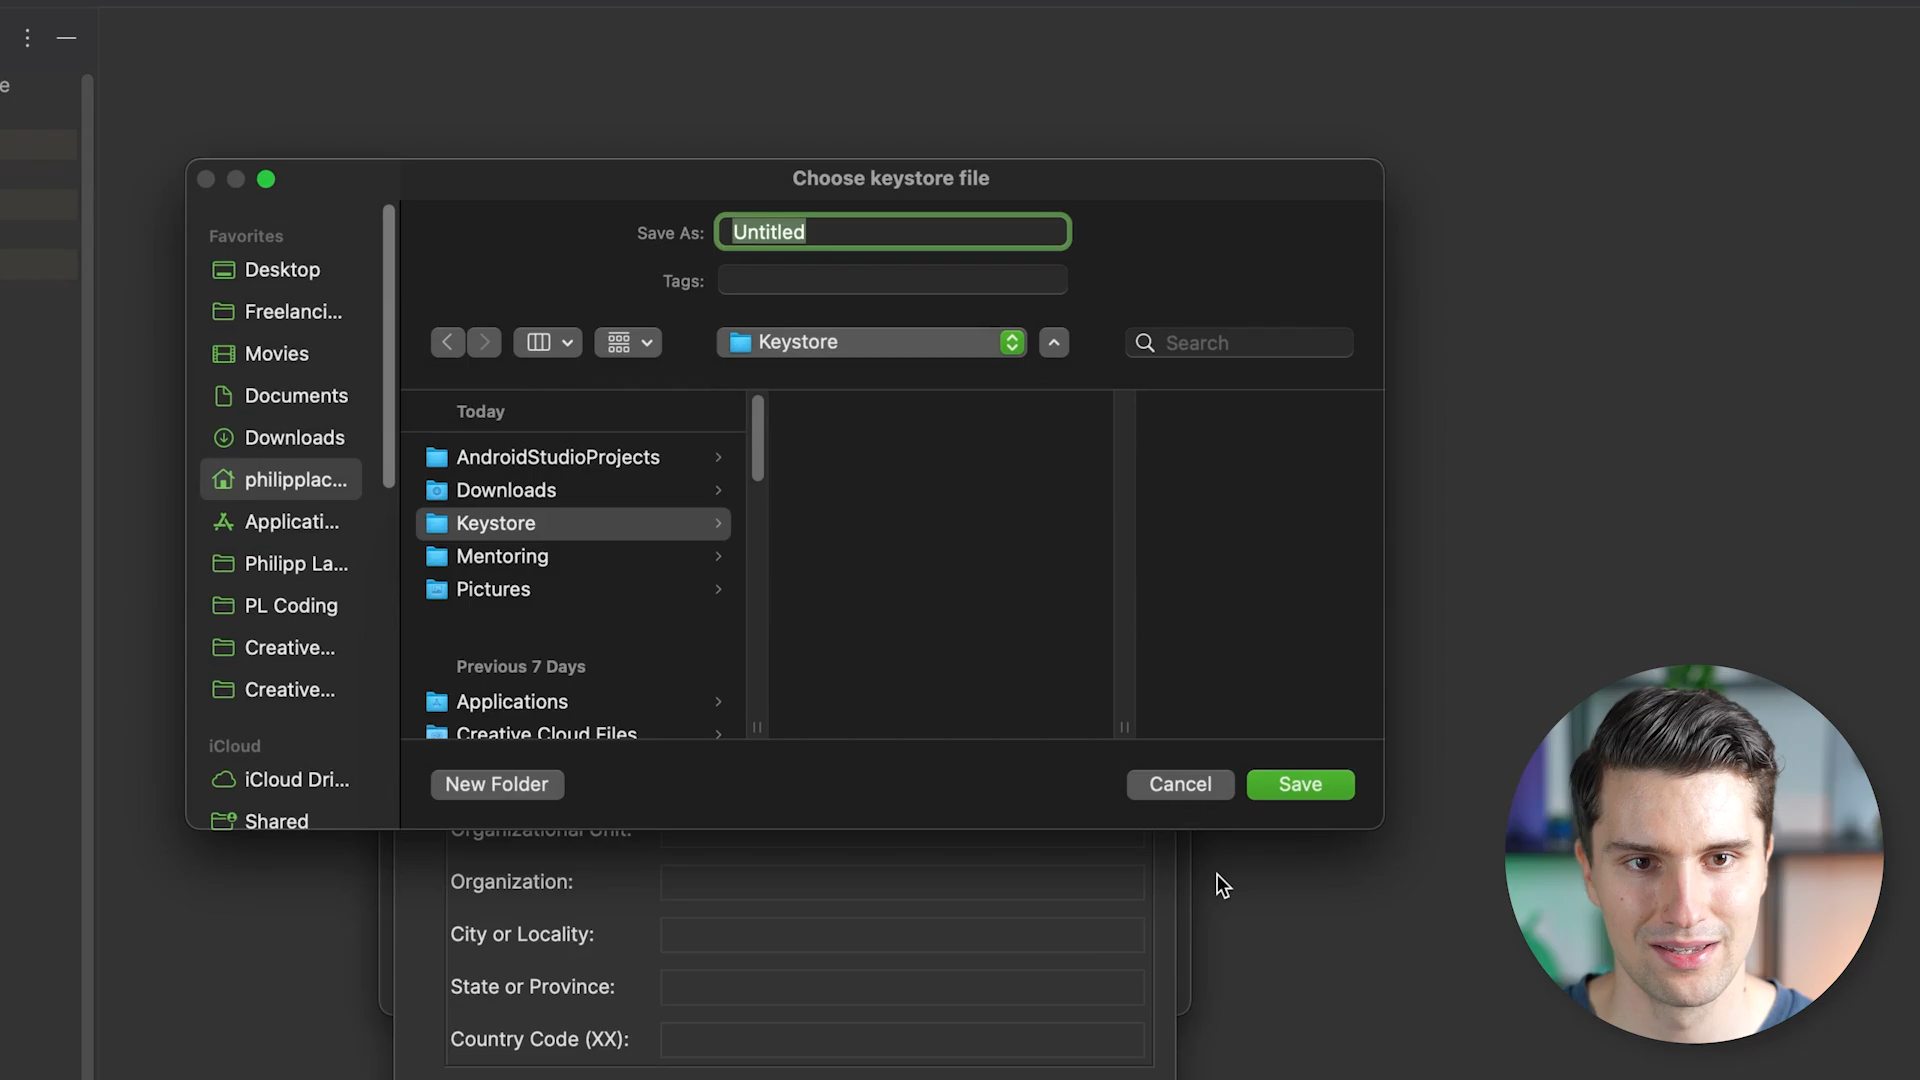 e
Choose keystore file
Save As: Untitled
Tags:
Keystore
Search
Favorites
Desktop
Freelanci...
Movies
Documents
Downloads
philipplac...
Applicati...
Philipp La...
PL Coding
Creative...
Creative...
iCloud
iCloud Dri...
Shared
Today
AndroidStudioProjects
Downloads
Keystore
Mentoring
Pictures
Previous 7 Days
Applications
Creative Cloud Files
New Folder
Cancel
Save
Organizational Unit:
Organization:
City or Locality:
State or Province:
Country Code (XX):